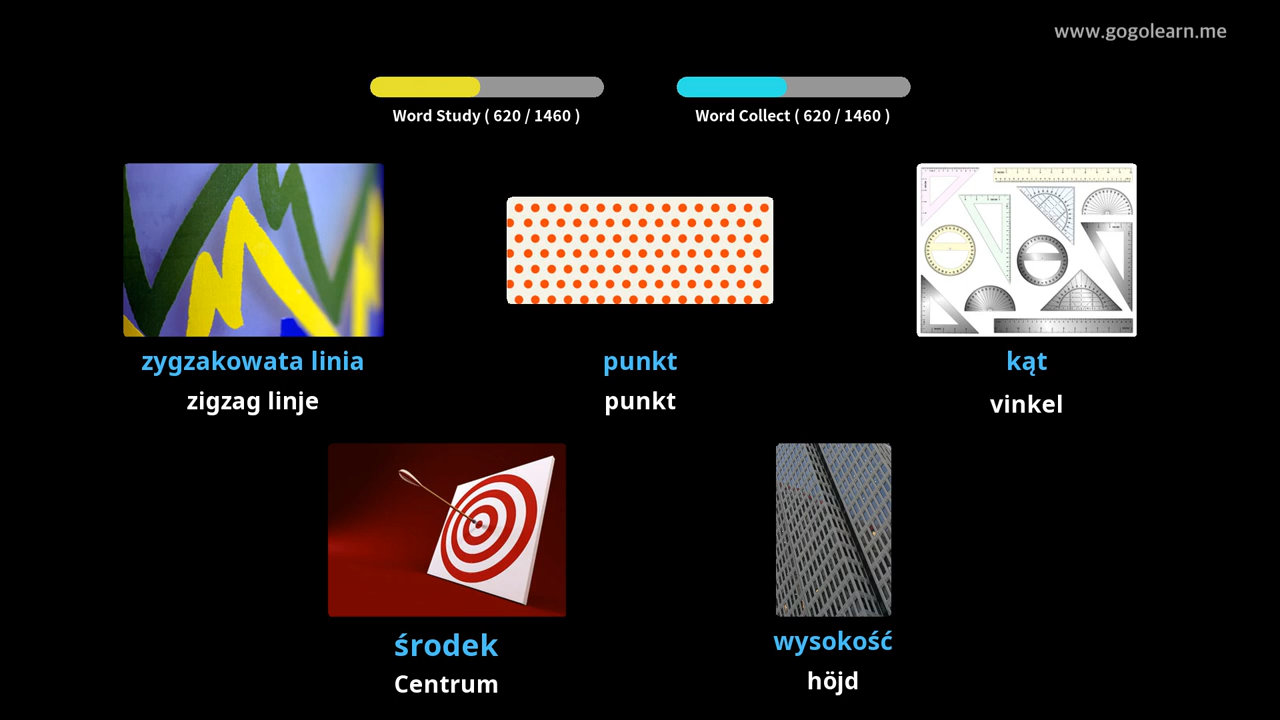 www.gogolearn.me
Word Study ( 620 / 1460 )
Word Collect ( 620 / 1460 )
zygzakowata linia
zigzag linje
punkt
punkt
kąt
vinkel
środek
Centrum
wysokość
höjd